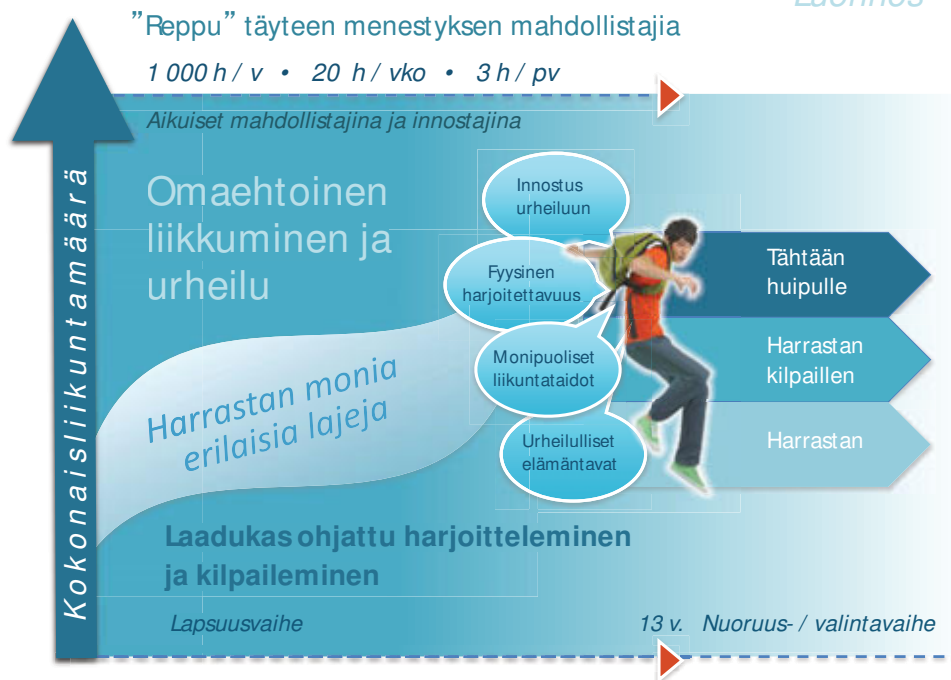 Luonnos
”Reppu” täyteen menestyksen mahdollistajia
1 000 h / v • 20 h / vko • 3 h / pv
Aikuiset mahdollistajina ja innostajina
Kokonaisliikuntamäärä
Omaehtoinen
liikkuminen ja
urheilu
Innostus
urheiluun
Fyysinen
harjoitettavuus
Monipuoliset
liikuntataidot
Urheilulliset
elämäntavat
Tähtään
huipulle
Harrastan
kilpaillen
Harrastan
Harrastan monia
erilaisia lajeja
Laadukas ohjattu harjoitteleminen
ja kilpaileminen
Lapsuusvaihe
13 v. Nuoruus- / valintavaihe